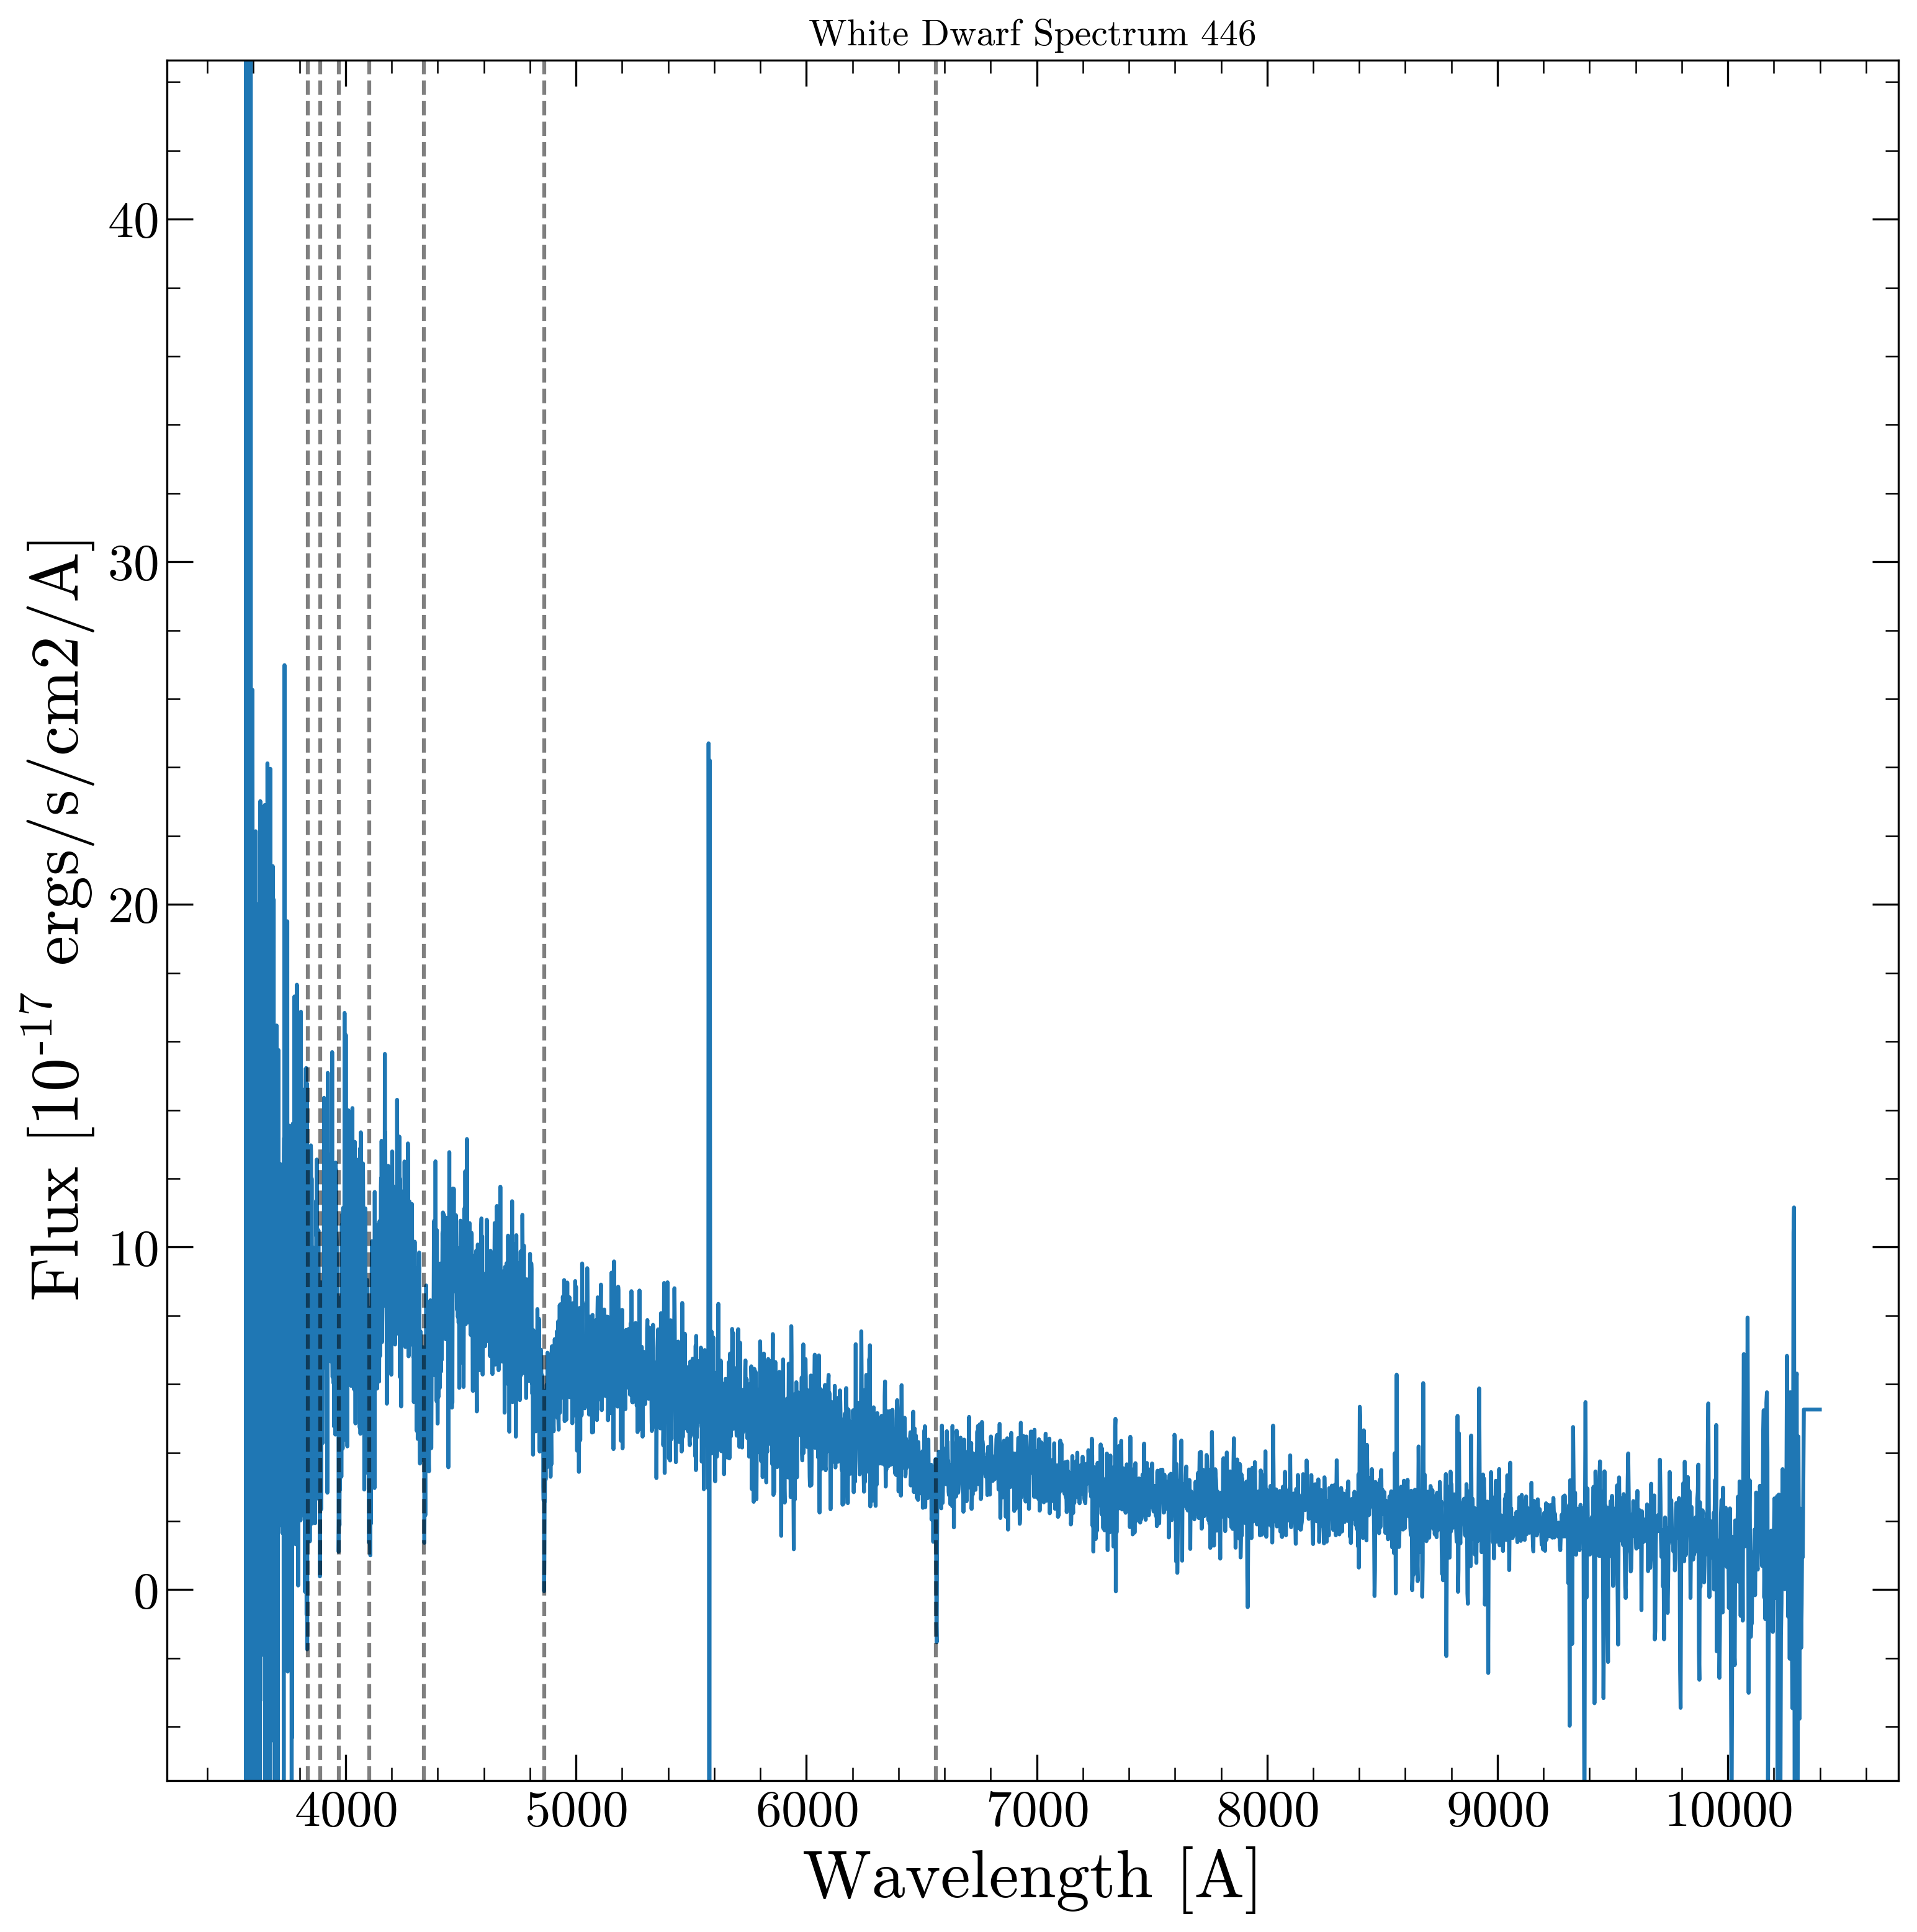 White Dwarf Spectrum 446
40
30
20
10
0
Flux [10-17 ergs/s/cm2/A]
4000 5000 6000 7000 8000 9000 10000
Wavelength [A]